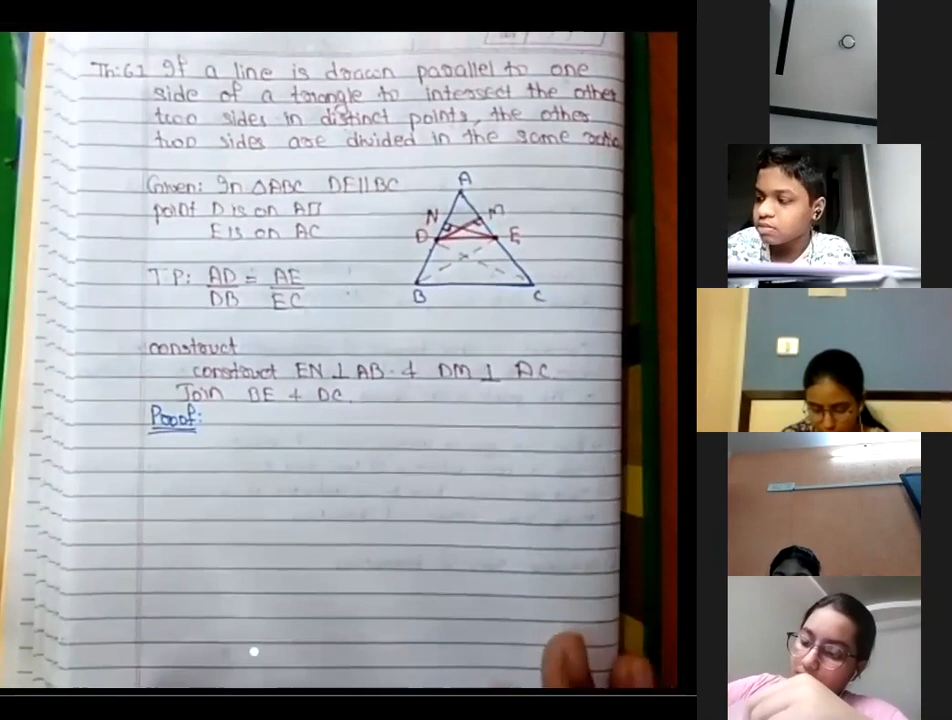 Th: 6.1 If a line is drawn parallel to one
side of a triangle to intersect the other
two sides in distinct points, the other
two sides are divided in the same ratio
Given: In △ABC DE||BC
point D is on AB
E is on AC
A
N M
D E
B C
T P: AD = AE
DB EC
construct
construct EN ⊥ AB & DM ⊥ AC
Join BE & DC.
Proof: